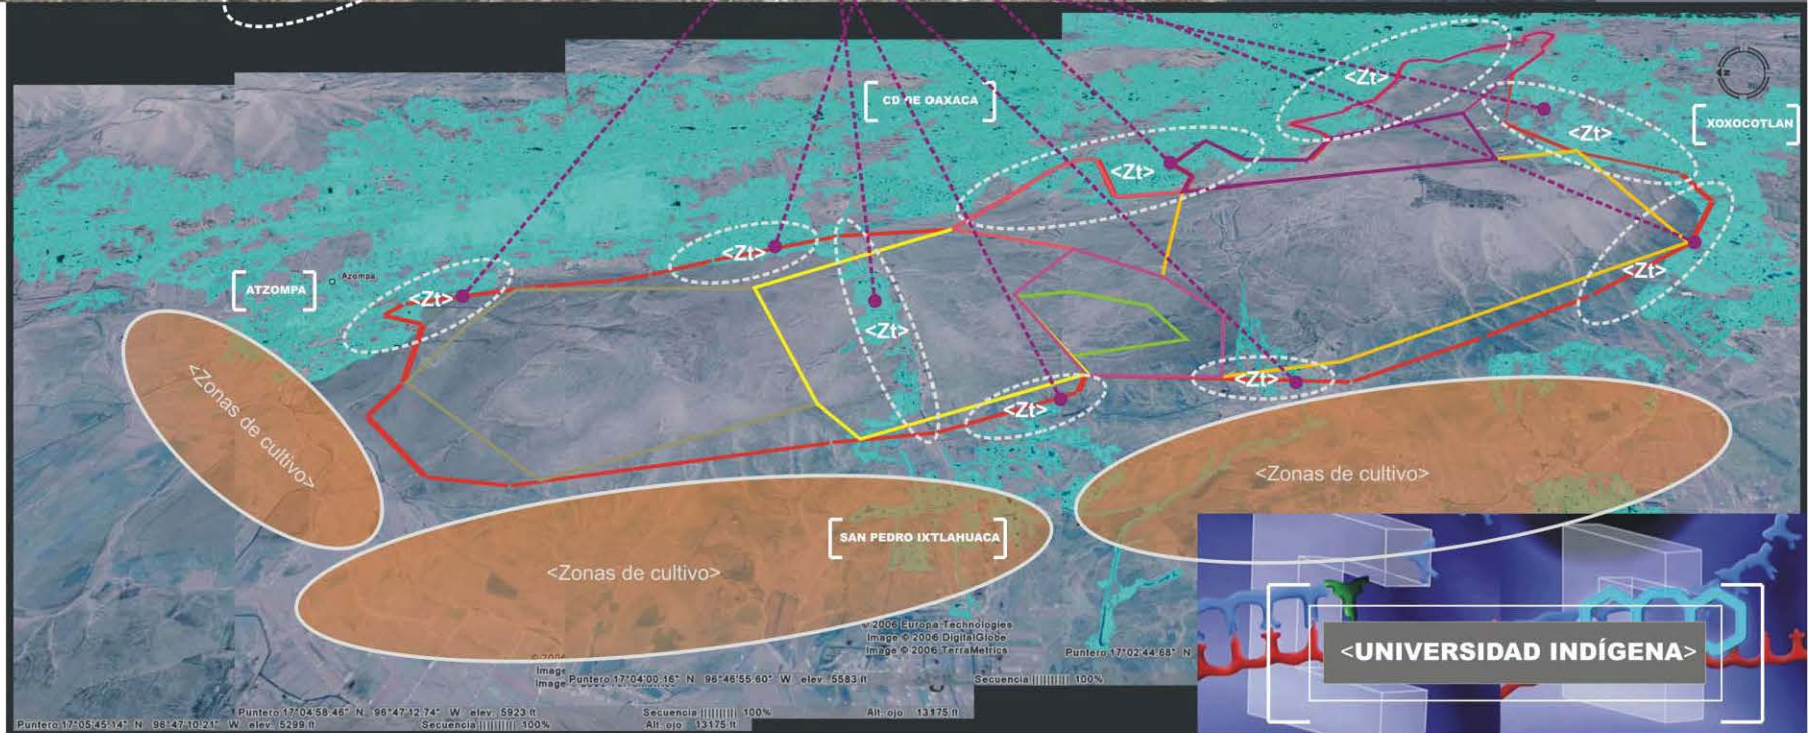 <Zt>
CD DE OAXACA
XOXOCOTLAN
<Zt>
<Zt>
<Zt>
ATZOMPA
Azompa
<Zt>
<Zt>
<Zt>
<Zt>
<Zt>
<Zonas de cultivo>
<Zonas de cultivo>
SAN PEDRO IXTLAHUACA
<Zonas de cultivo>
© 2006 Europa Technologies
Image © 2006 DigitalGlobe
Image © 2006 TerraMetrics
Puntero 17°02'44.68" N
<UNIVERSIDAD INDÍGENA>
© 2006
Image
Image
Puntero 17°04'00.16" N 96°46'55.60" W elev. 5583 ft
Secuencia |||||||||| 100%
Puntero 17°04'58.46" N 96°47'12.74" W elev. 5923 ft
Secuencia |||||||||| 100%
Alt. ojo 13175 ft
Puntero 17°05'45.14" N 96°47'10.21" W elev. 5299 ft
Secuencia |||||||||| 100%
Alt. ojo 13175 ft